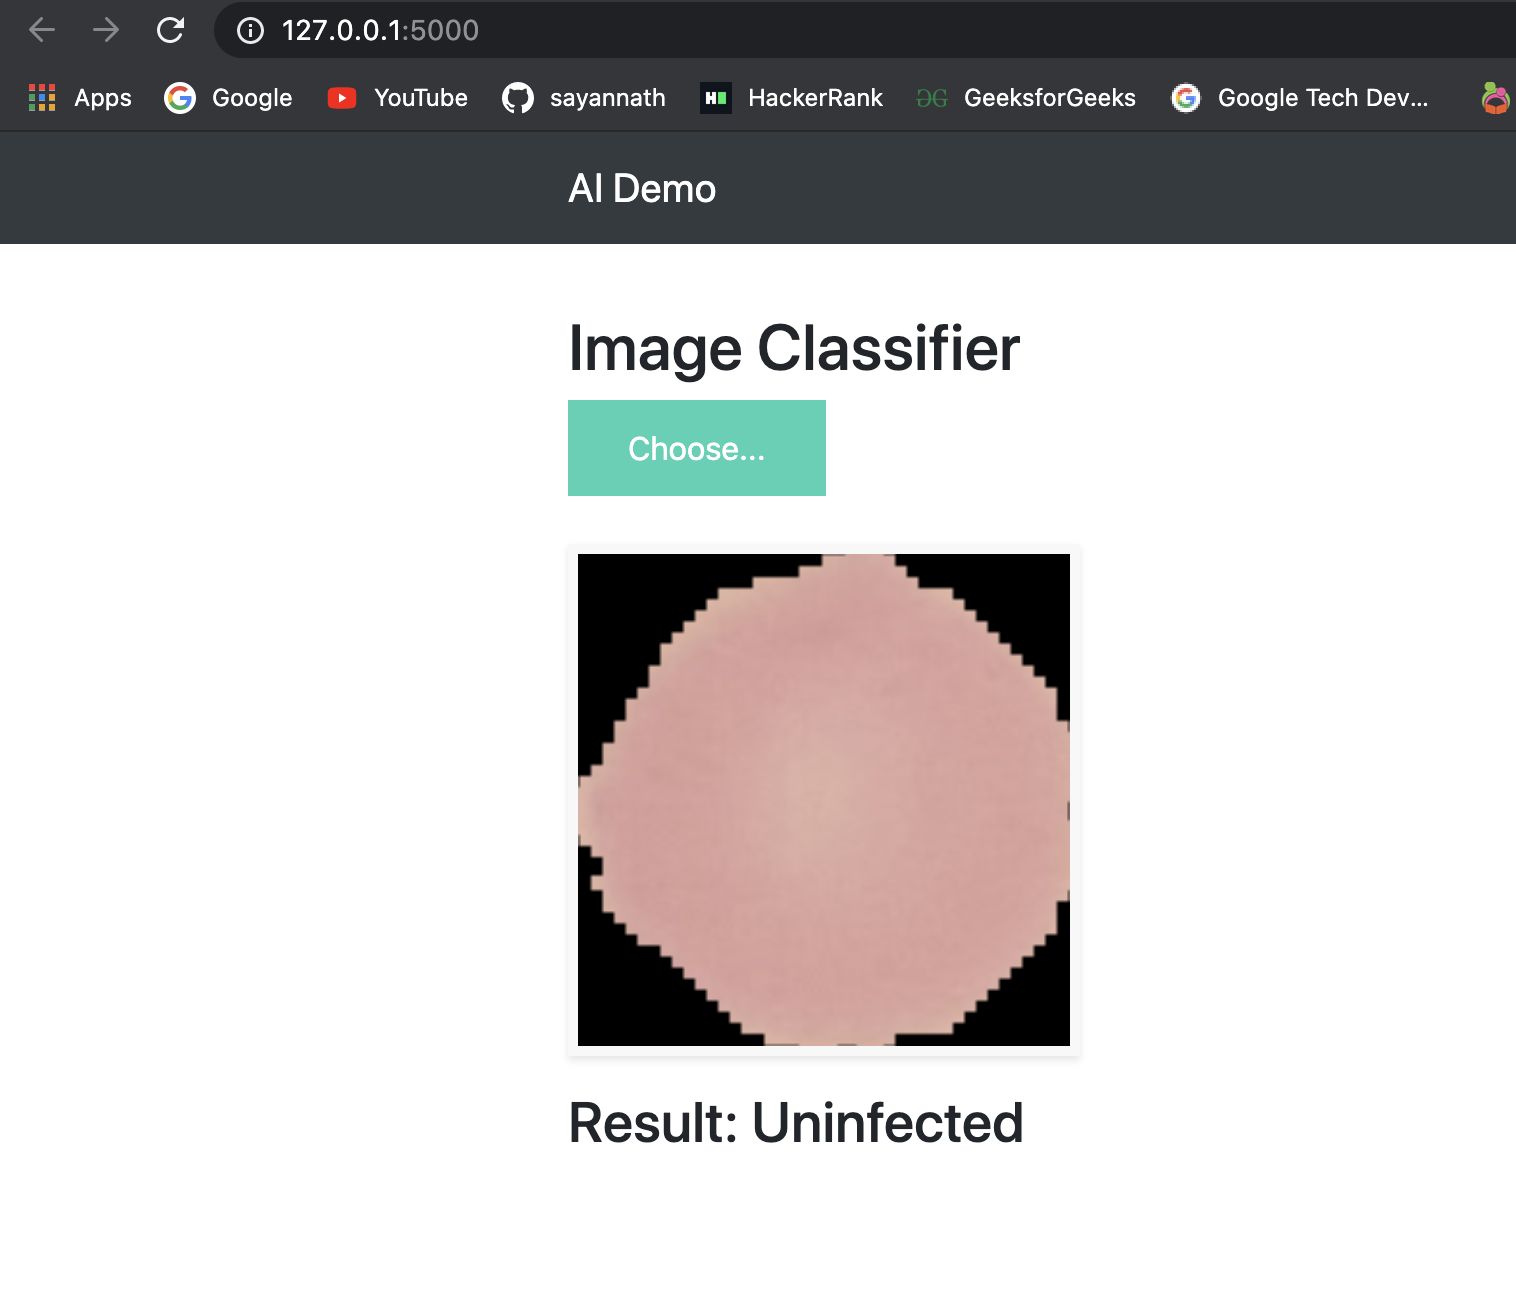 127.0.0.1:5000
Apps Google YouTube sayannath HackerRank GeeksforGeeks Google Tech Dev...
AI Demo
Image Classifier
Choose...
Result: Uninfected